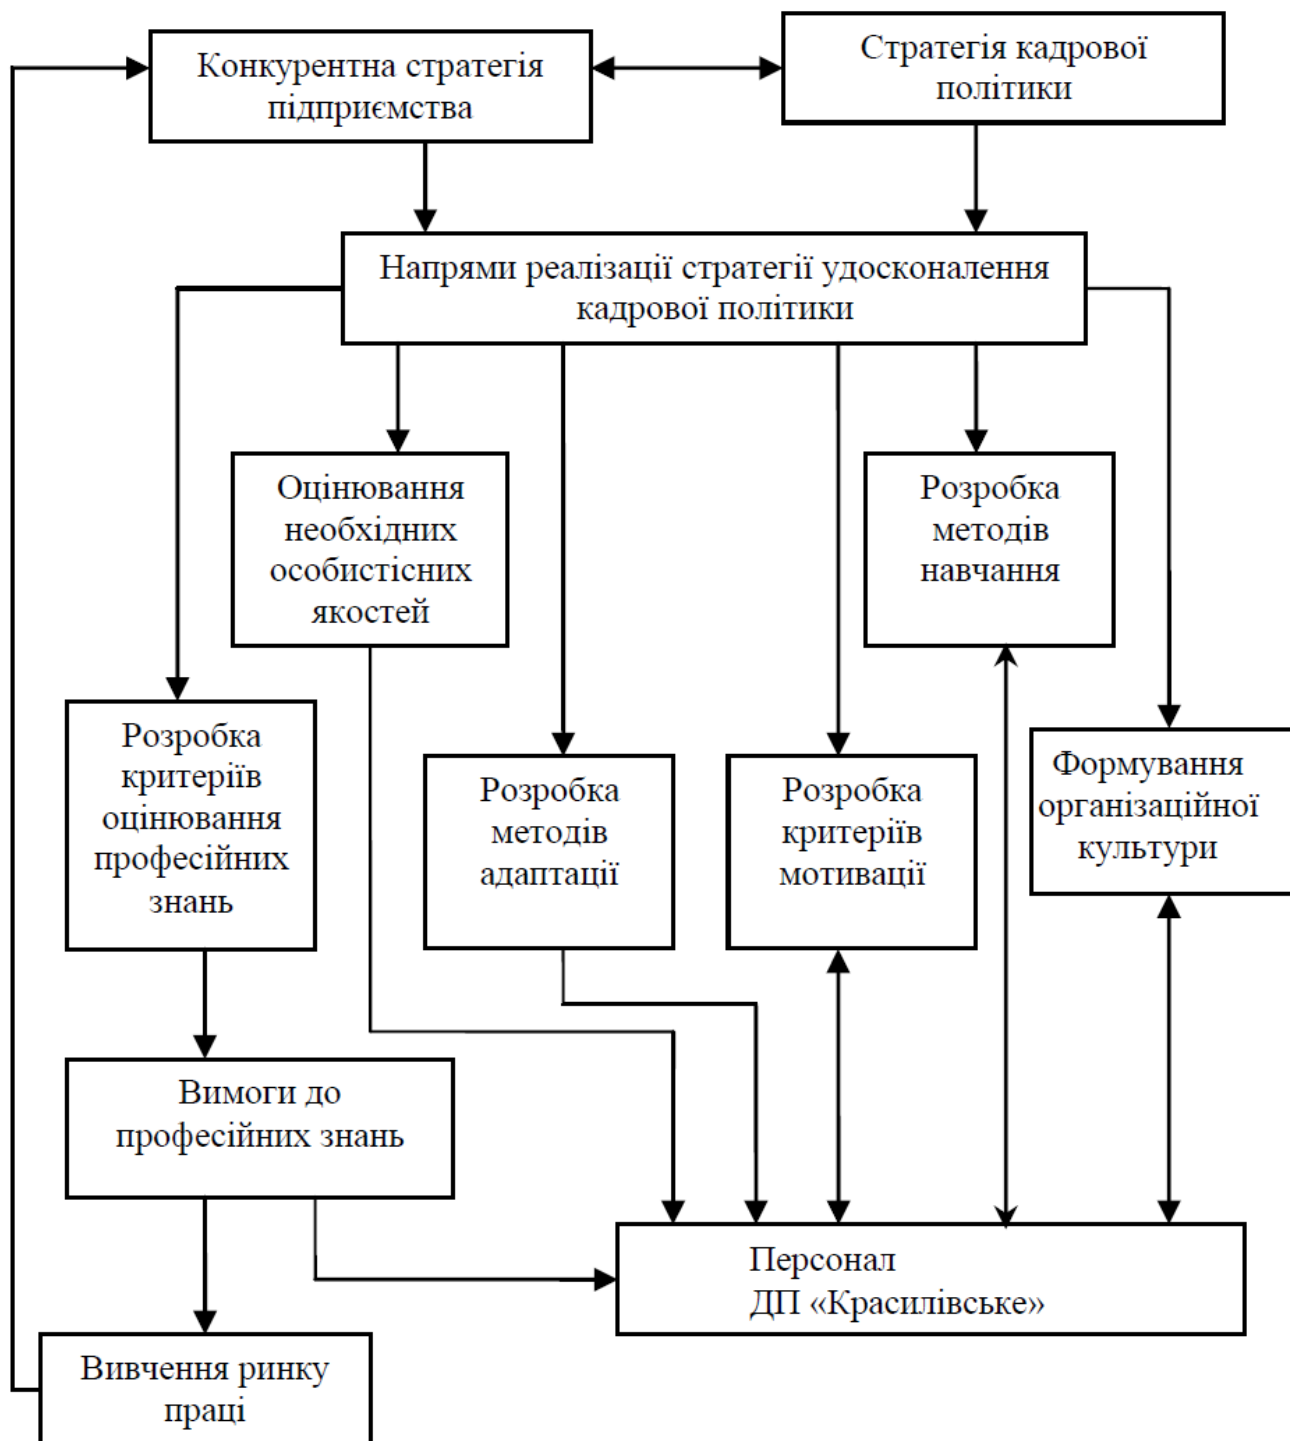 Конкурентна стратегія
підприємства
Стратегія кадрової
політики
Напрями реалізації стратегії удосконалення
кадрової політики
Оцінювання
необхідних
особистісних
якостей
Розробка
методів
навчання
Розробка
критеріїв
оцінювання
професійних
знань
Розробка
методів
адаптації
Розробка
критеріїв
мотивації
Формування
організаційної
культури
Вимоги до
професійних знань
Персонал
ДП «Красилівське»
Вивчення ринку
праці